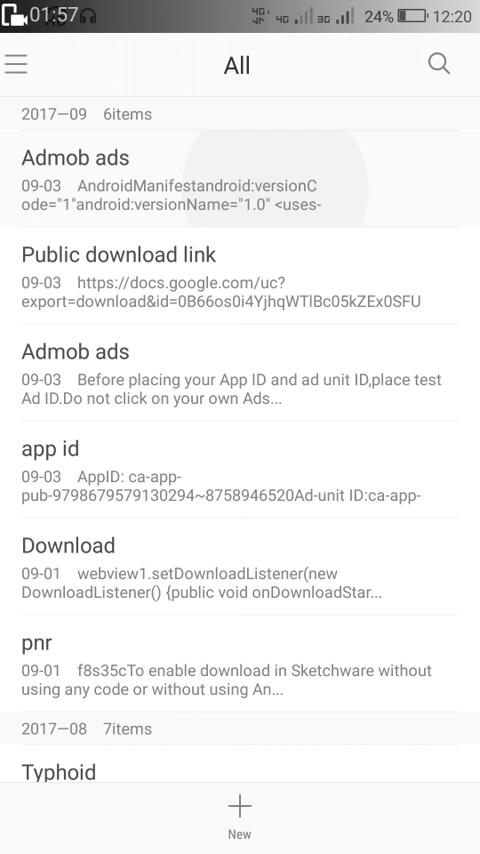 01:57
4G 4G 3G 24% 12:20
All
2017—09 6items
Admob ads
09-03 AndroidManifestandroid:versionC
ode="1"android:versionName="1.0" <uses-
Public download link
09-03 https://docs.google.com/uc?
export=download&id=0B66os0i4YjhqWTlBc05kZEx0SFU
Admob ads
09-03 Before placing your App ID and ad unit ID,place test
Ad ID.Do not click on your own Ads...
app id
09-03 AppID: ca-app-
pub-9798679579130294~8758946520Ad-unit ID:ca-app-
Download
09-01 webview1.setDownloadListener(new
DownloadListener() {public void onDownloadStar...
pnr
09-01 f8s35cTo enable download in Sketchware without
using any code or without using An...
2017—08 7items
Typhoid
New